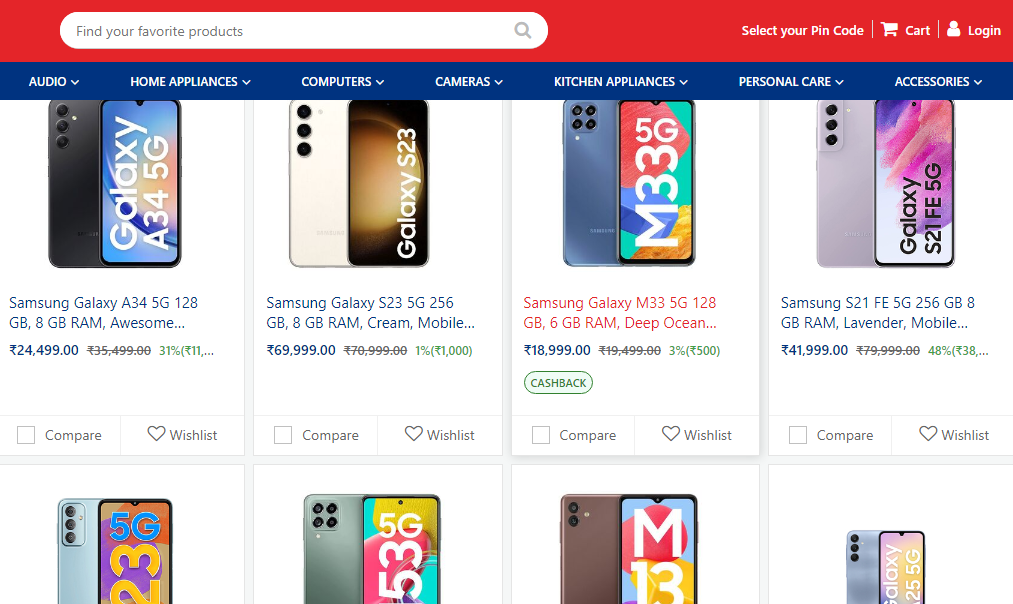 Find your favorite products
Select your Pin Code
Cart
Login
AUDIO
HOME APPLIANCES
COMPUTERS
CAMERAS
KITCHEN APPLIANCES
PERSONAL CARE
ACCESSORIES
Galaxy
A34 5G
SAMSUNG
Galaxy S23
SAMSUNG
5G
M33
SAMSUNG
Galaxy
S21 FE 5G
SAMSUNG
Samsung Galaxy A34 5G 128
GB, 8 GB RAM, Awesome...
₹24,499.00 ₹35,499.00 31%(₹11,...
Samsung Galaxy S23 5G 256
GB, 8 GB RAM, Cream, Mobile...
₹69,999.00 ₹70,999.00 1%(₹1,000)
Samsung Galaxy M33 5G 128
GB, 6 GB RAM, Deep Ocean...
₹18,999.00 ₹19,499.00 3%(₹500)
CASHBACK
Samsung S21 FE 5G 256 GB 8
GB RAM, Lavender, Mobile...
₹41,999.00 ₹79,999.00 48%(₹38,...
Compare
Wishlist
Compare
Wishlist
Compare
Wishlist
Compare
Wishlist
5G
23
5G
53
M
13
Galaxy
A25 5G